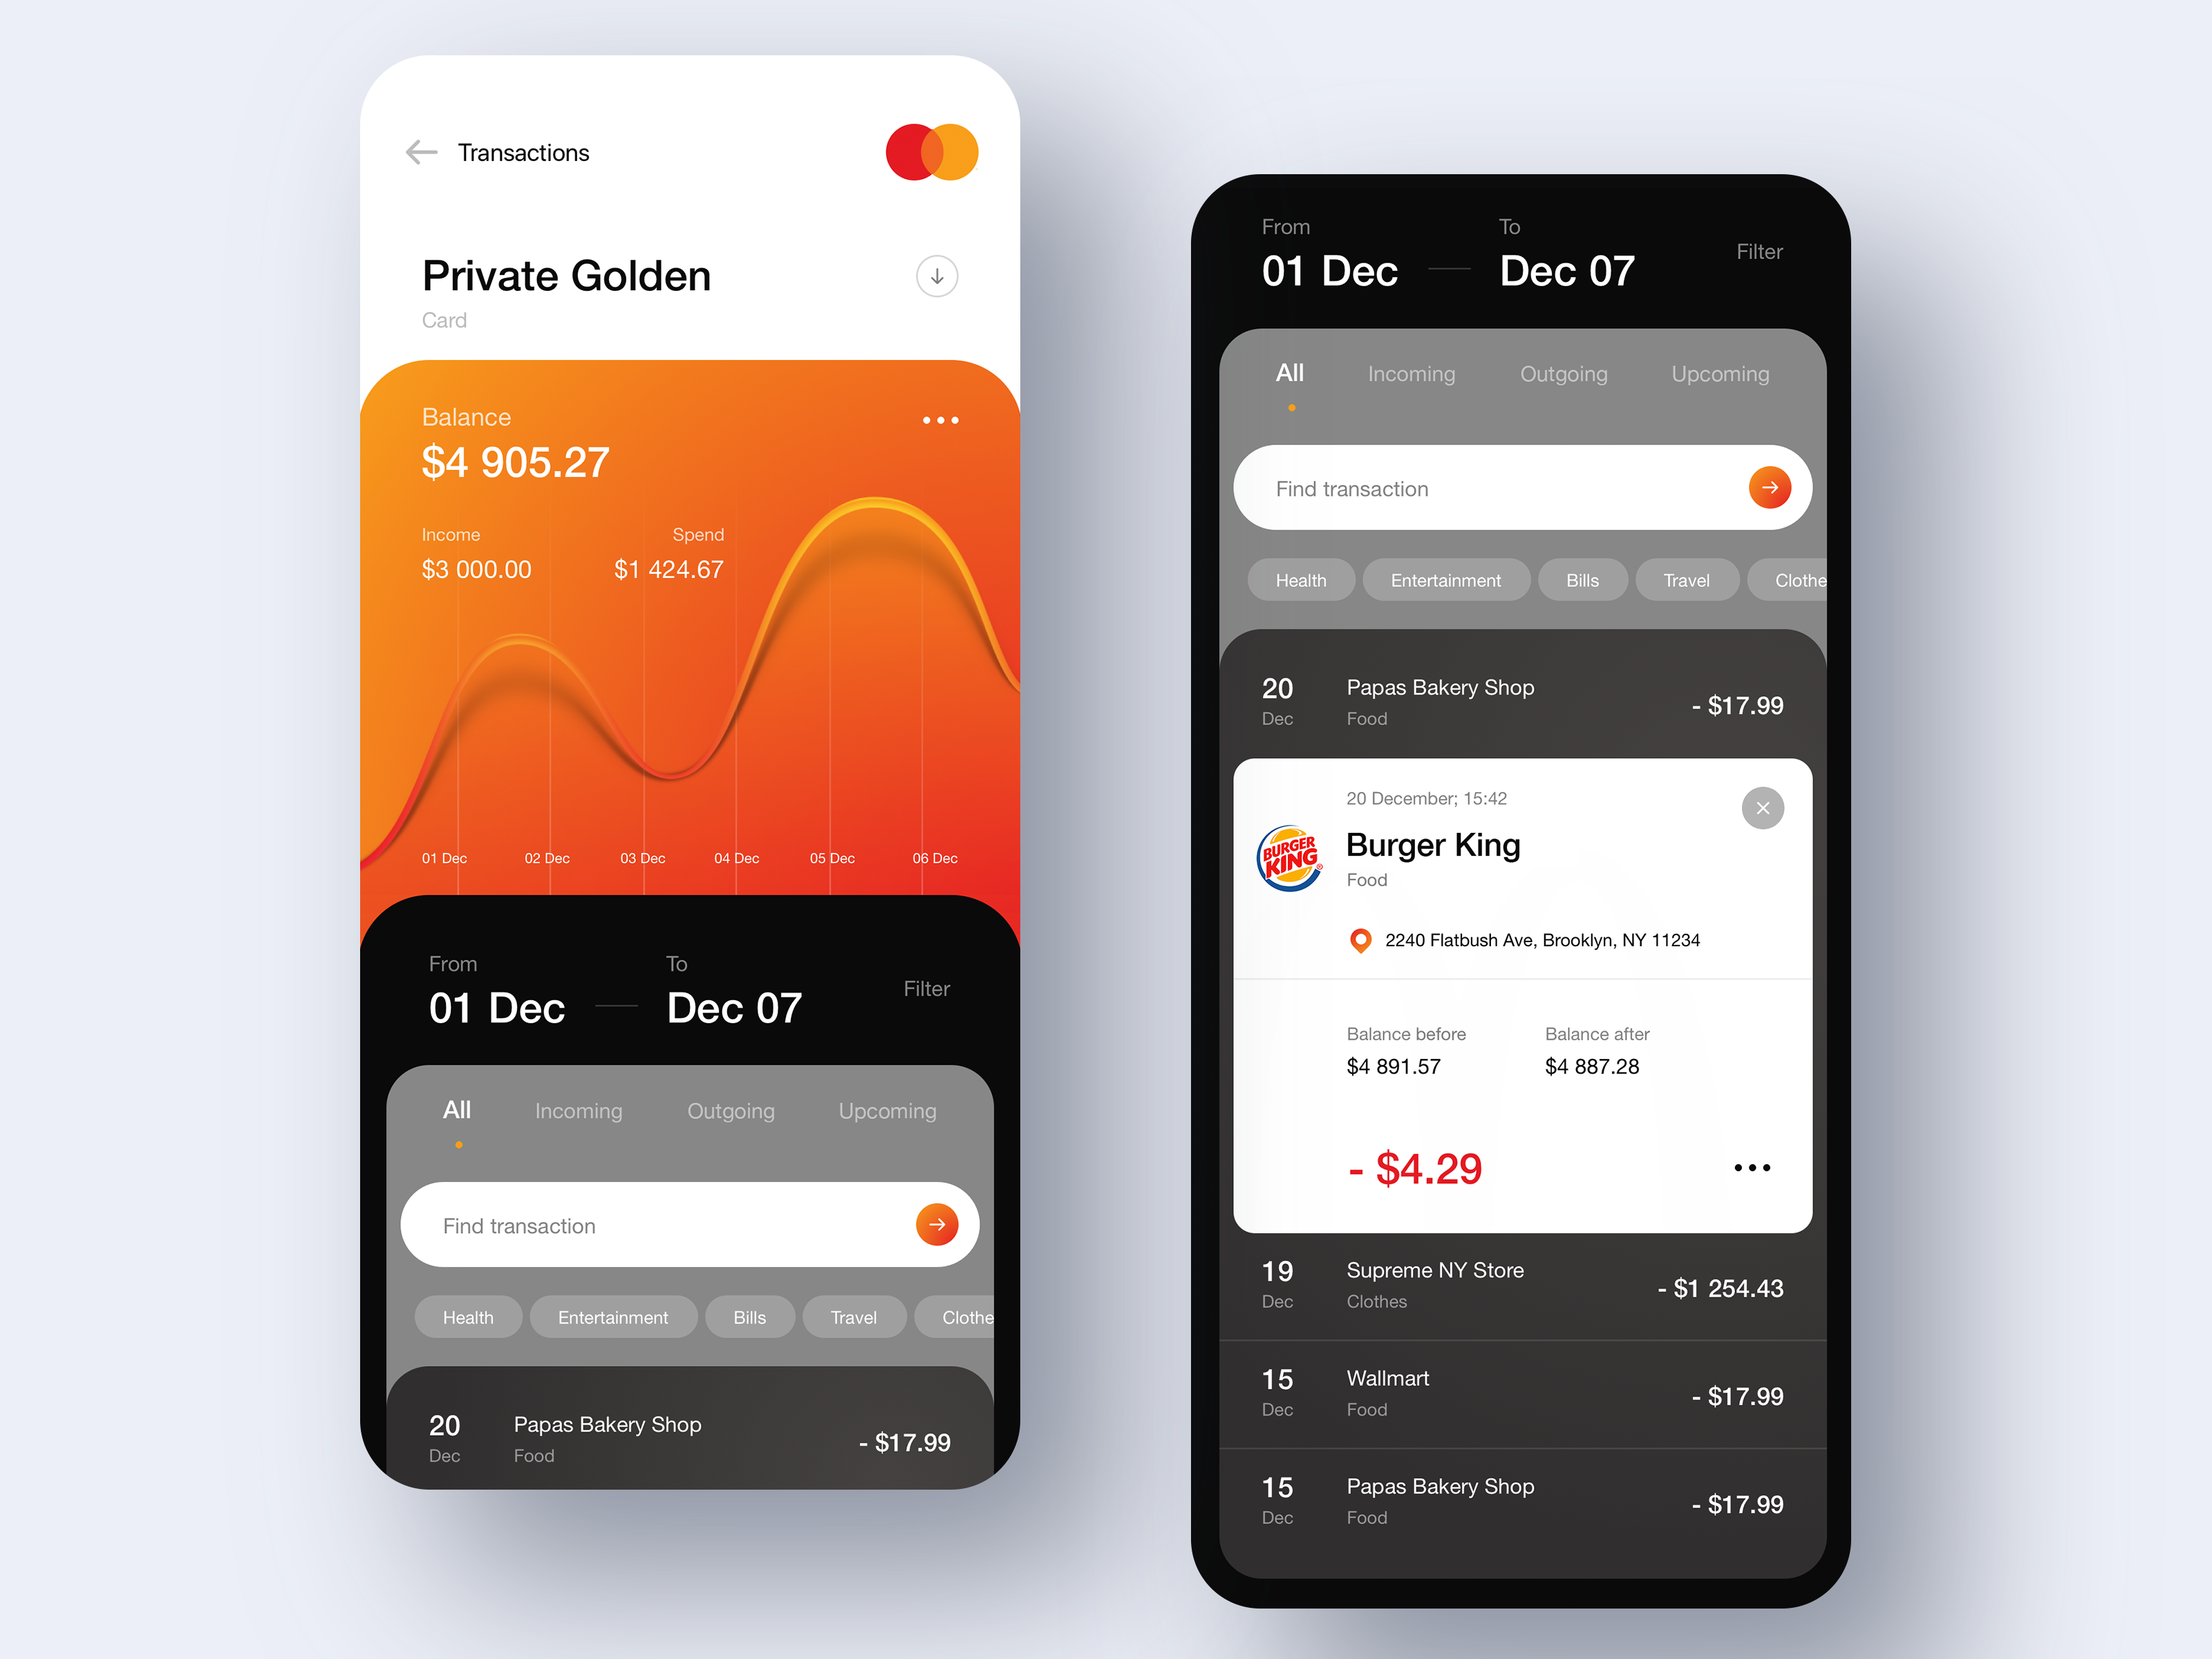 Transactions
Private Golden
Card
Balance
$4 905.27
Income Spend
$3 000.00 $1 424.67
01 Dec 02 Dec 03 Dec 04 Dec 05 Dec 06 Dec
From To
01 Dec — Dec 07
Filter
All Incoming Outgoing Upcoming
Find transaction
Health Entertainment Bills Travel Clothe
20 Papas Bakery Shop
Dec Food
- $17.99
From To
01 Dec — Dec 07
Filter
All Incoming Outgoing Upcoming
Find transaction
Health Entertainment Bills Travel Clothe
20 Papas Bakery Shop
Dec Food
- $17.99
20 December; 15:42
BURGER
KING®
Burger King
Food
2240 Flatbush Ave, Brooklyn, NY 11234
Balance before Balance after
$4 891.57 $4 887.28
- $4.29
19 Supreme NY Store
Dec Clothes
- $1 254.43
15 Wallmart
Dec Food
- $17.99
15 Papas Bakery Shop
Dec Food
- $17.99